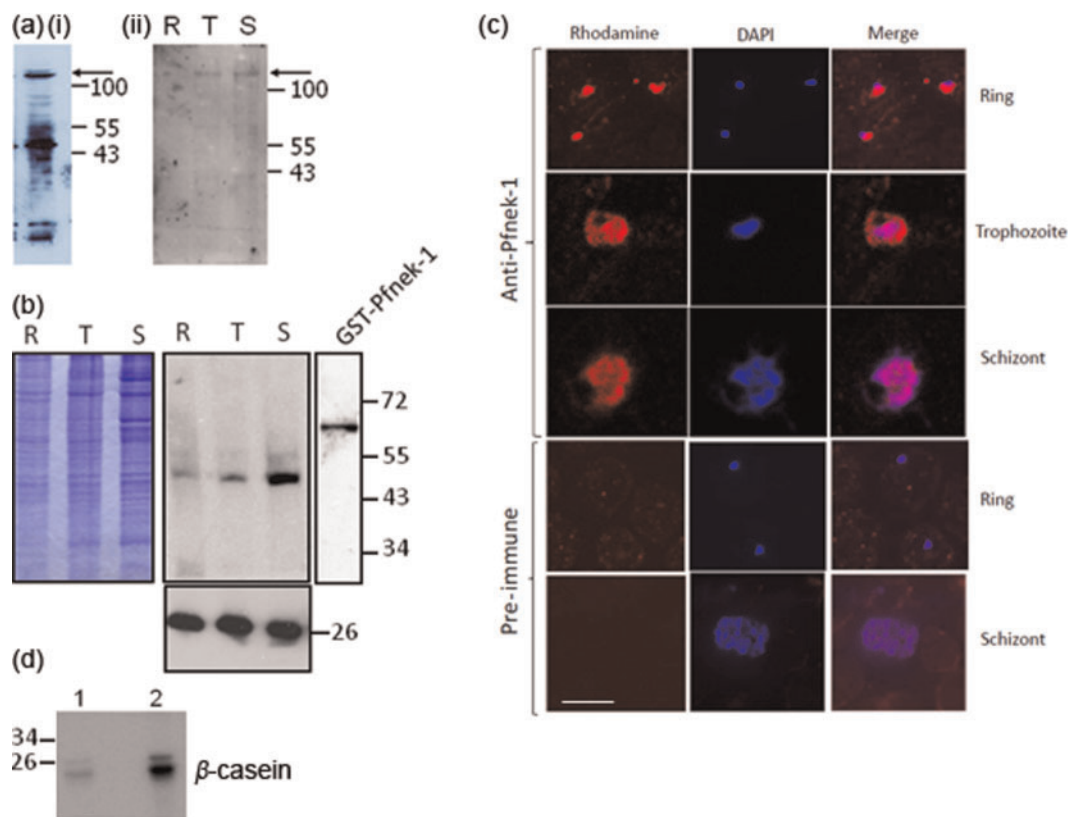 (a) (i)
100
55
43
(ii) R T S
100
55
43
(b)
R T S
R T S
GST-Pfnek-1
72
55
43
34
26
(c)
Rhodamine DAPI Merge
Anti-Pfnek-1
Ring
Trophozoite
Schizont
Pre-immune
Ring
Schizont
(d)
1 2
34
26
β-casein